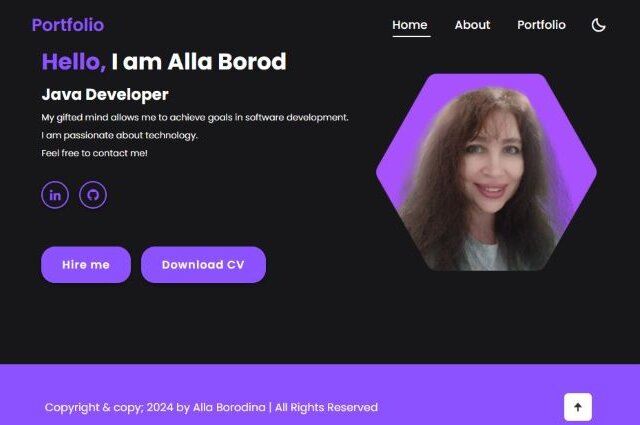 Portfolio
Home About Portfolio
Hello, I am Alla Borod
Java Developer
My gifted mind allows me to achieve goals in software development.
I am passionate about technology.
Feel free to contact me!
in
Hire me Download CV
Copyright & copy; 2024 by Alla Borodina | All Rights Reserved